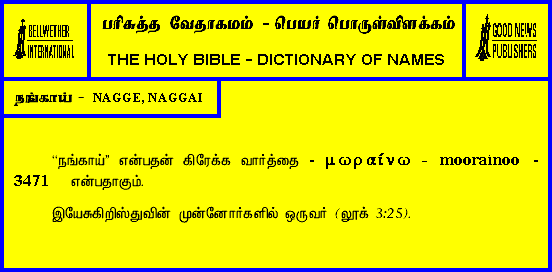 BELLWETHER
INTERNATIONAL
பரிசுத்த வேதாகமம் - பெயர் பொருள்விளக்கம்
THE HOLY BIBLE - DICTIONARY OF NAMES
GOOD NEWS
PUBLISHERS
நங்காய் - NAGGE, NAGGAI
“நங்காய்” என்பதன் கிரேக்க வார்த்தை - μωραίνω - moorainoo -
3471 என்பதாகும்.
இயேசுகிறிஸ்துவின் முன்னோர்களில் ஒருவர் (லூக் 3:25).